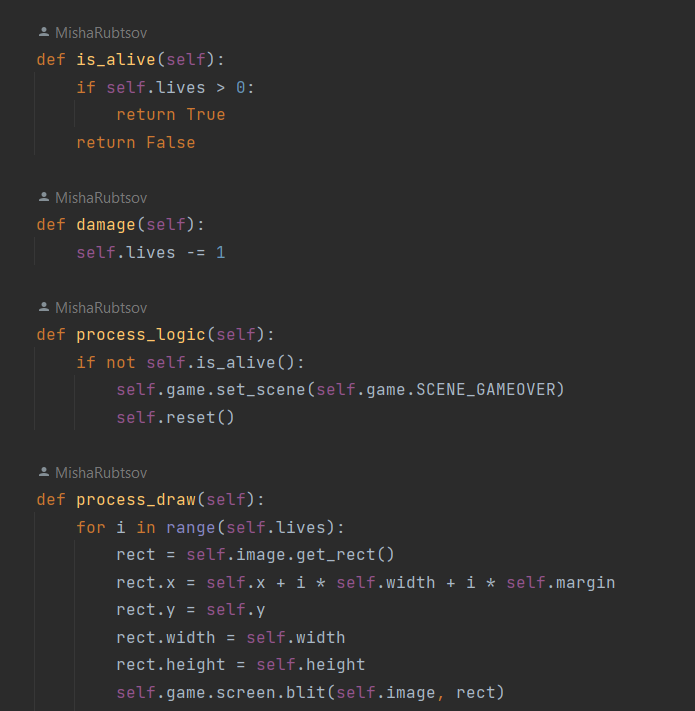 MishaRubtsov
def is_alive(self):
    if self.lives > 0:
        return True
    return False
MishaRubtsov
def damage(self):
    self.lives -= 1
MishaRubtsov
def process_logic(self):
    if not self.is_alive():
        self.game.set_scene(self.game.SCENE_GAMEOVER)
        self.reset()
MishaRubtsov
def process_draw(self):
    for i in range(self.lives):
        rect = self.image.get_rect()
        rect.x = self.x + i * self.width + i * self.margin
        rect.y = self.y
        rect.width = self.width
        rect.height = self.height
        self.game.screen.blit(self.image, rect)